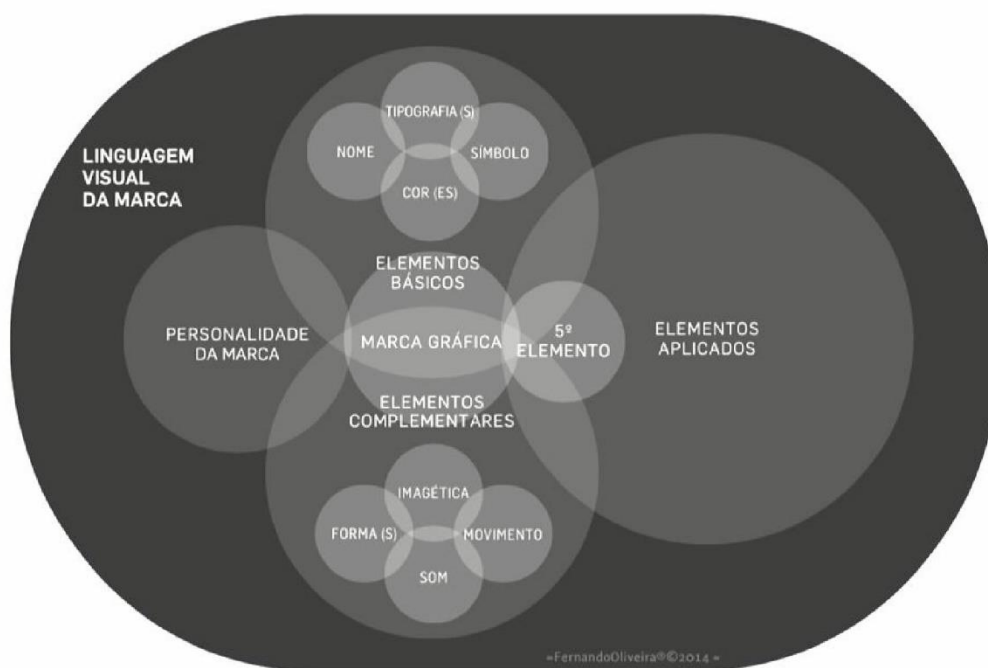 LINGUAGEM
VISUAL
DA MARCA
TIPOGRAFIA (S)
NOME
SÍMBOLO
COR (ES)
ELEMENTOS
BÁSICOS
PERSONALIDADE
DA MARCA
MARCA GRÁFICA
5º
ELEMENTO
ELEMENTOS
APLICADOS
ELEMENTOS
COMPLEMENTARES
IMAGÉTICA
FORMA (S)
MOVIMENTO
SOM
=FernandoOliveira®©2014 =